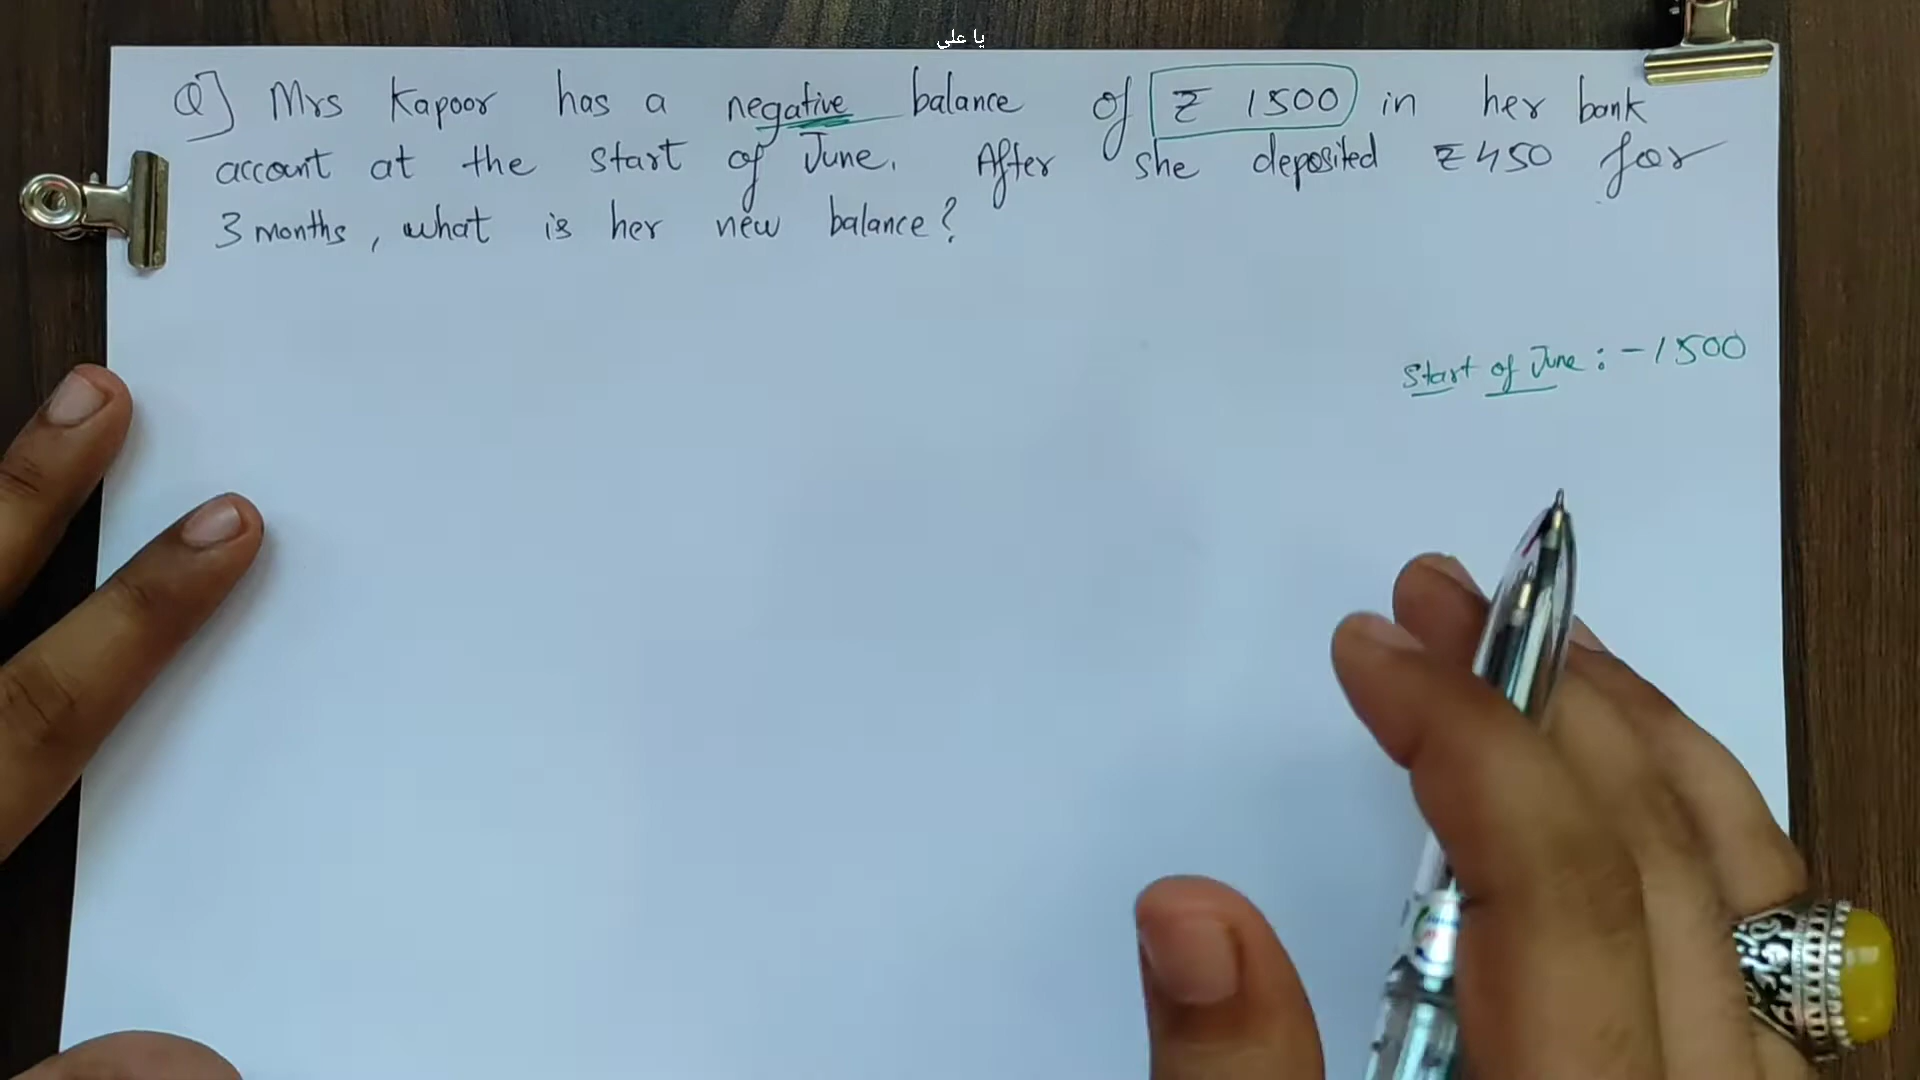 يا علي
Q] Mrs Kapoor has a negative balance of ₹ 1500 in her bank
account at the start of June. After she deposited ₹450 for
3 months, what is her new balance?
Start of June : -1500